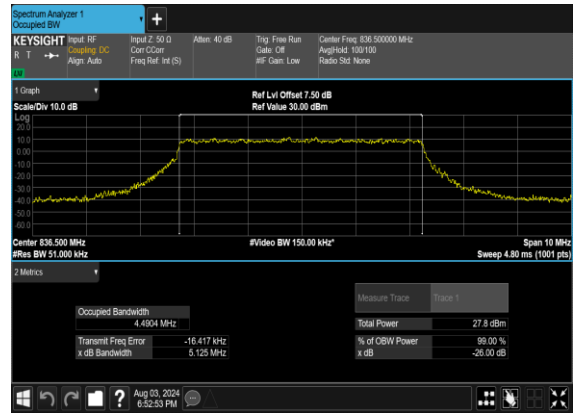 Spectrum Analyzer 1
Occupied BW
+
KEYSIGHT Input: RF Input Z: 50 Ω Atten: 40 dB Trig: Free Run Center Freq: 836.500000 MHz
R T Coupling: DC Corr CCorr Gate: Off Avg|Hold: 100/100
Align: Auto Freq Ref: Int (S) #IF Gain: Low Radio Std: None
1 Graph
Ref Lvl Offset 7.50 dB
Scale/Div 10.0 dB Ref Value 30.00 dBm
Log
20.0
10.0
0.00
-10.0
-20.0
-30.0
-40.0
-50.0
-60.0
Center 836.500 MHz #Video BW 150.00 kHz* Span 10 MHz
#Res BW 51.000 kHz Sweep 4.80 ms (1001 pts)
2 Metrics
Measure Trace Trace 1
Occupied Bandwidth
4.4904 MHz Total Power 27.8 dBm
Transmit Freq Error -16.417 kHz % of OBW Power 99.00 %
x dB Bandwidth 5.125 MHz x dB -26.00 dB
?
Aug 03, 2024
6:52:53 PM